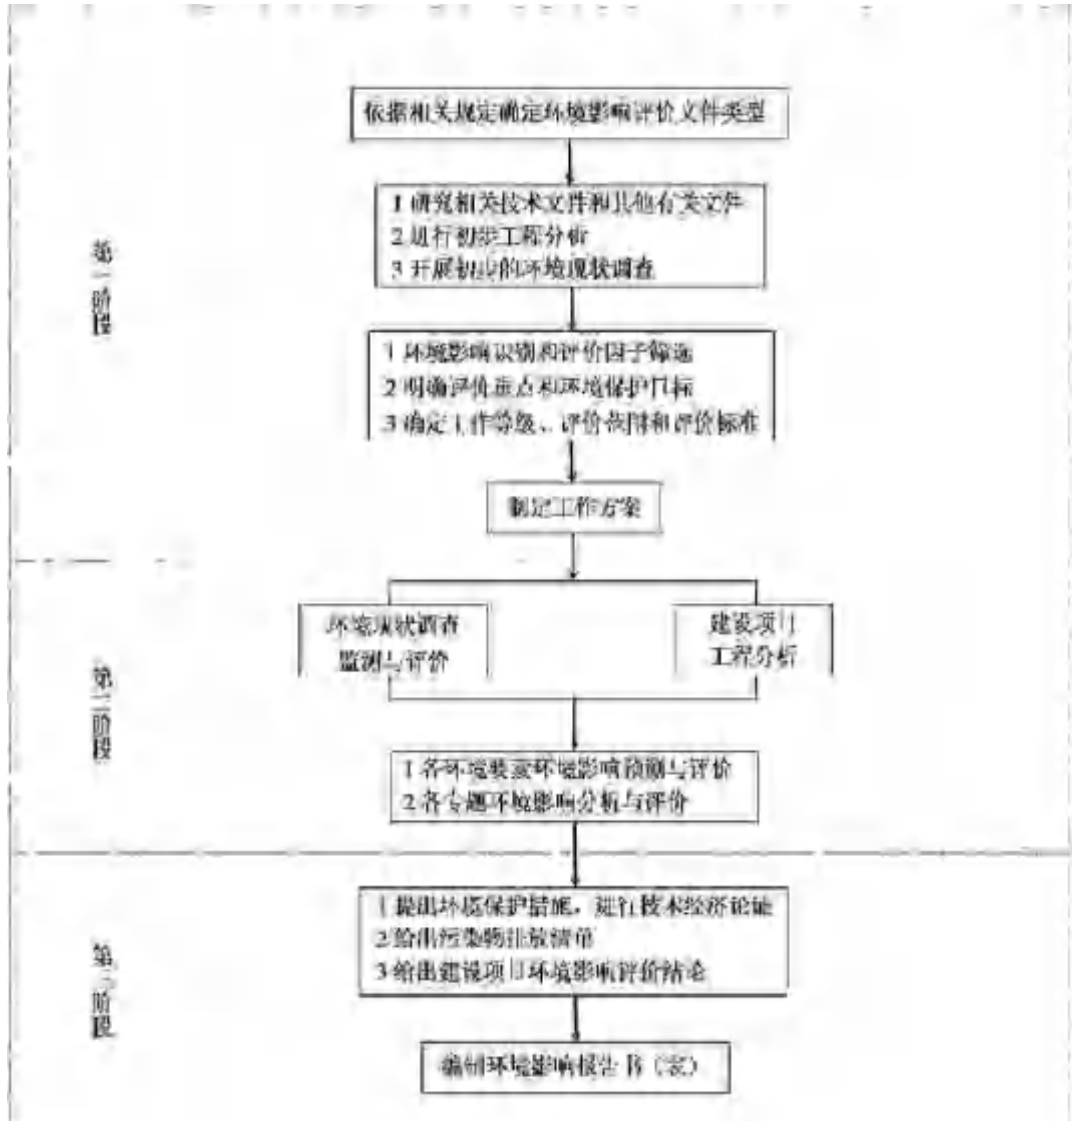 依据相关规定确定环境影响评价文件类型
1 研究相关技术文件和其他有关文件
2 进行初步工程分析
3 开展初步的环境现状调查
第一阶段
1 环境影响识别和评价因子筛选
2 明确评价重点和环境保护目标
3 确定工作等级、评价范围和评价标准
制定工作方案
环境现状调查
监测与评价
建设项目
工程分析
第二阶段
1 各环境要素环境影响预测与评价
2 各专题环境影响分析与评价
1 提出环境保护措施，进行技术经济论证
2 给出污染物排放清单
3 给出建设项目环境影响评价结论
第三阶段
编制环境影响报告书（表）